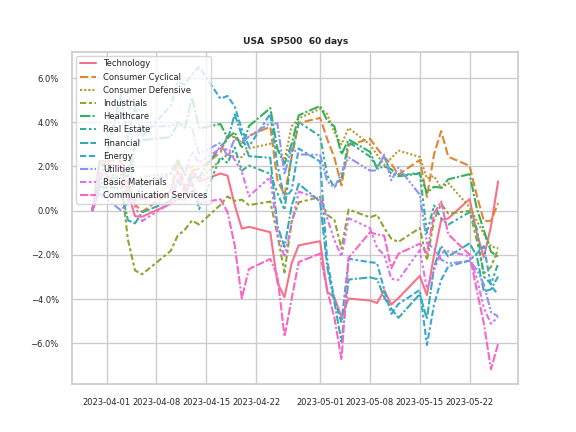 USA SP500 60 days
6.0%
4.0%
2.0%
0.0%
−2.0%
−4.0%
−6.0%
Technology
Consumer Cyclical
Consumer Defensive
Industrials
Healthcare
Real Estate
Financial
Energy
Utilities
Basic Materials
Communication Services
2023-04-01 2023-04-08 2023-04-15 2023-04-22 2023-05-01 2023-05-08 2023-05-15 2023-05-22